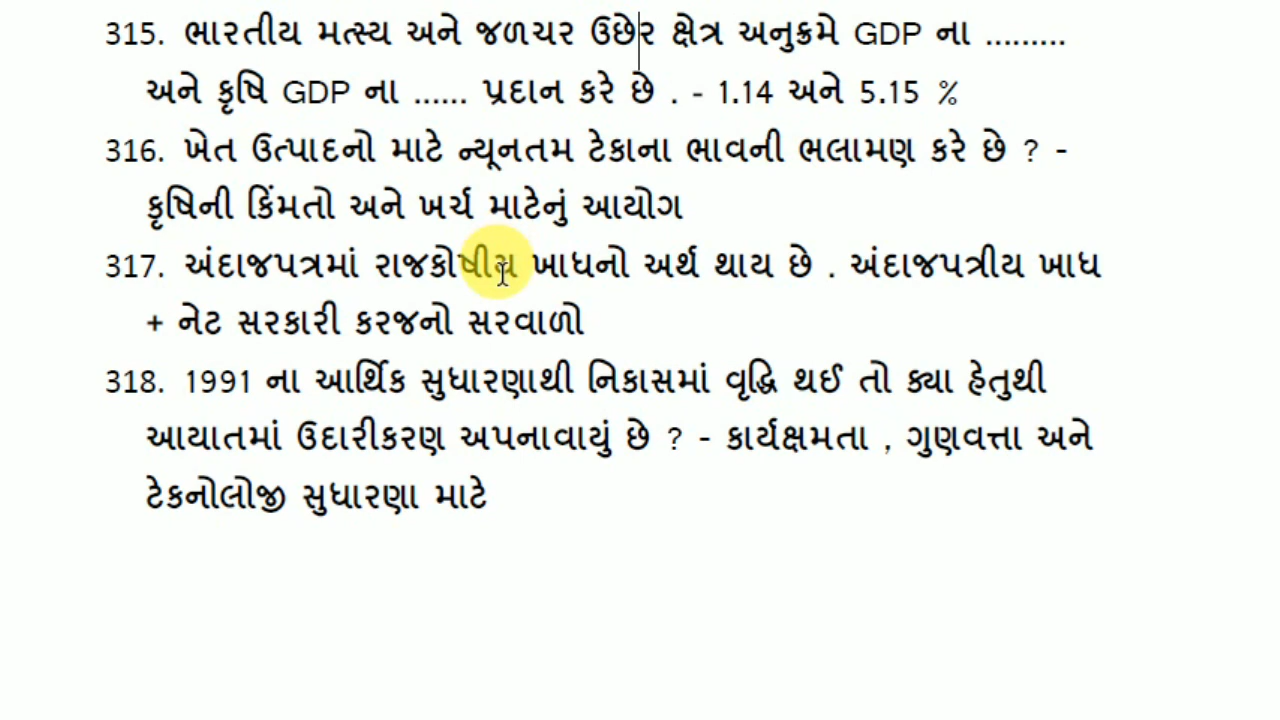 315. ભારતીય મત્સ્ય અને જળચર ઉછેર ક્ષેત્ર અનુક્રમે GDP ના .........
અને કૃષિ GDP ના ...... પ્રદાન કરે છે . - 1.14 અને 5.15 %
316. ખેત ઉત્પાદનો માટે ન્યૂનતમ ટેકાના ભાવની ભલામણ કરે છે ? -
કૃષિની કિંમતો અને ખર્ચ માટેનું આયોગ
317. અંદાજપત્રમાં રાજકોષીય ખાધનો અર્થ થાય છે . અંદાજપત્રીય ખાધ
+ નેટ સરકારી કરજનો સરવાળો
318. 1991 ના આર્થિક સુધારણાથી નિકાસમાં વૃદ્ધિ થઈ તો ક્યા હેતુથી
આયાતમાં ઉદારીકરણ અપનાવાયું છે ? - કાર્યક્ષમતા , ગુણવત્તા અને
ટેકનોલોજી સુધારણા માટે